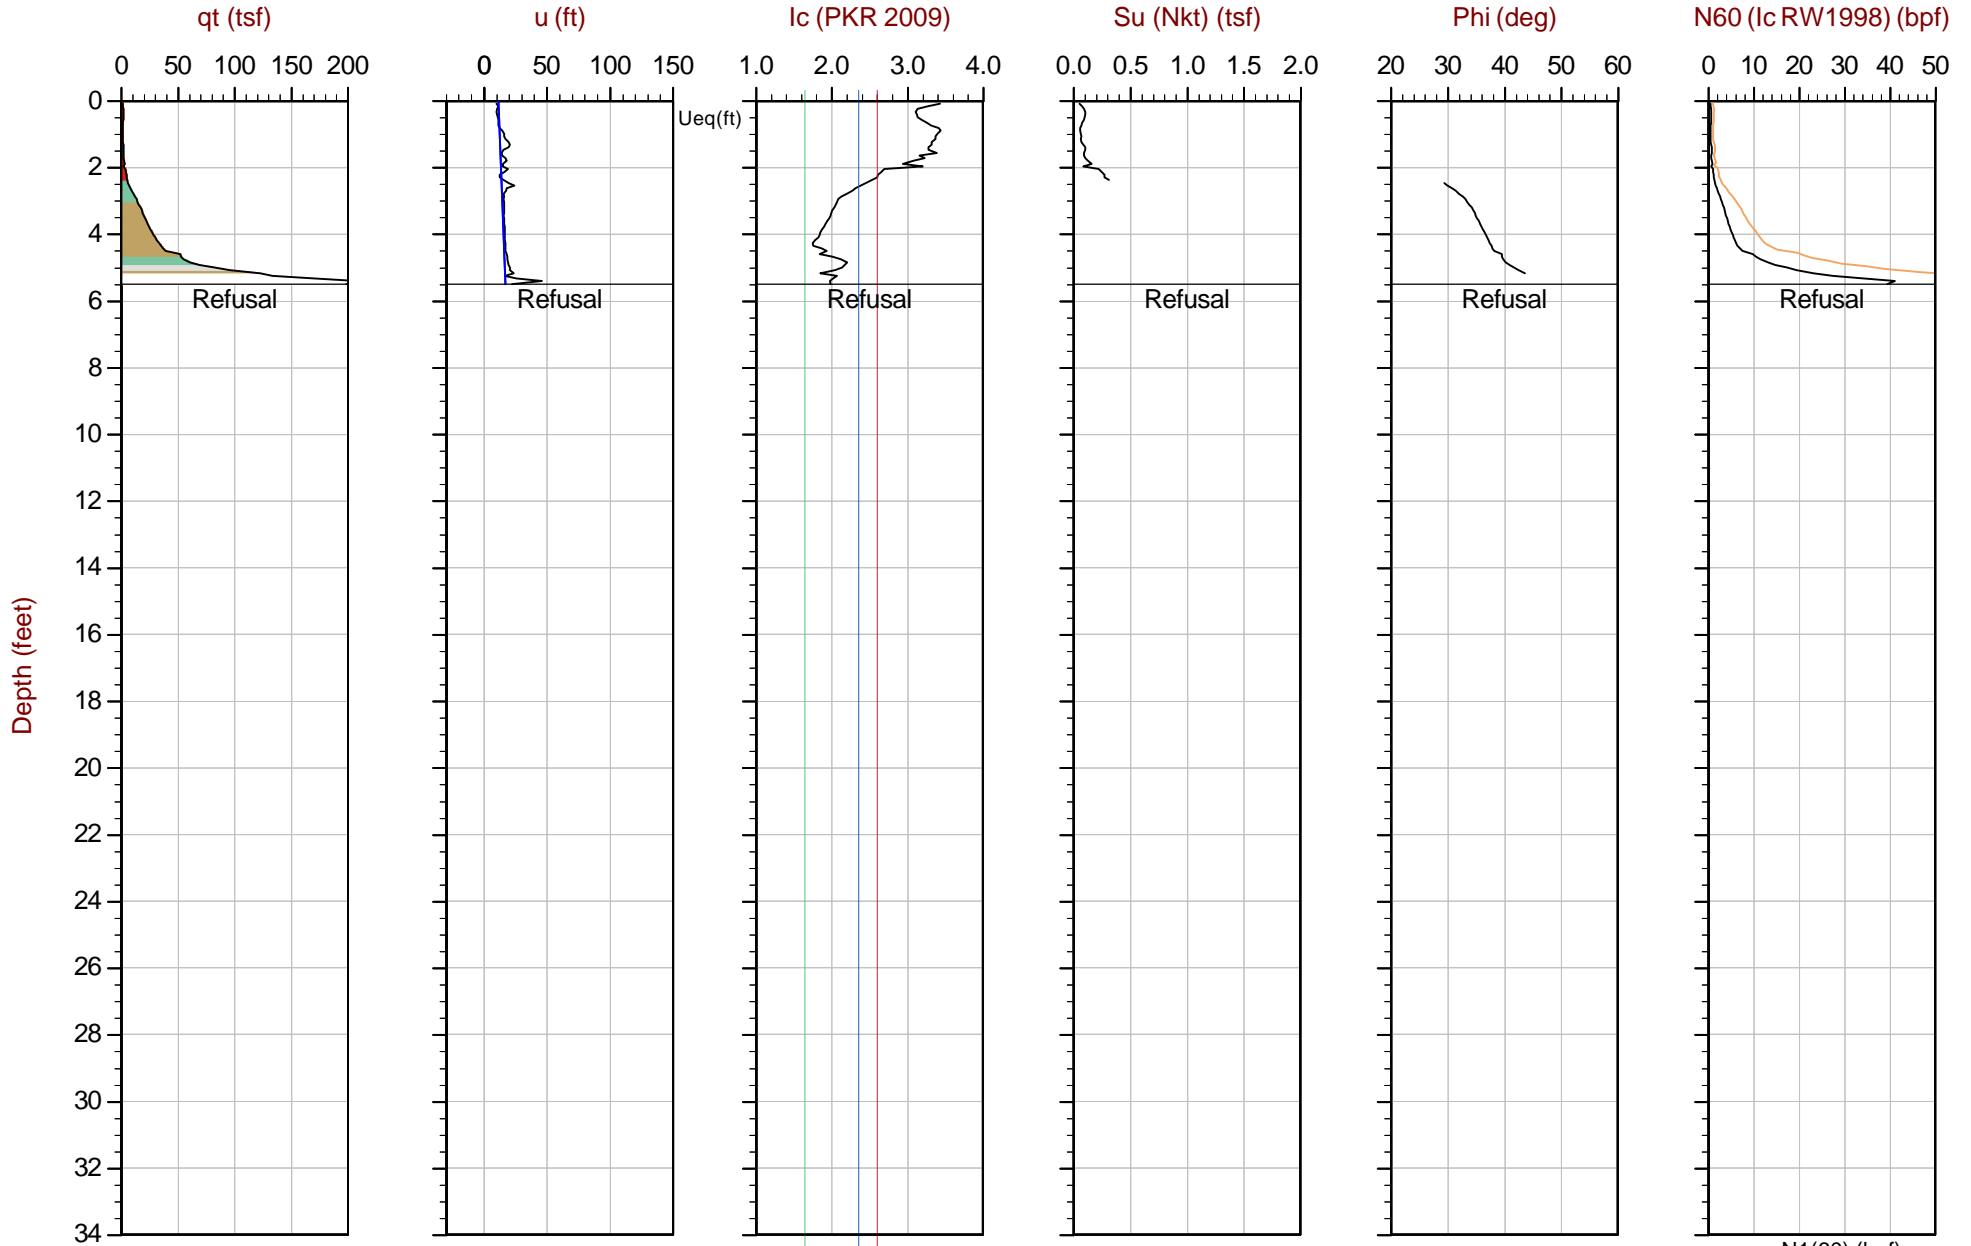 qt (tsf)
u (ft)
Ic (PKR 2009)
Su (Nkt) (tsf)
Phi (deg)
N60 (Ic RW1998) (bpf)
0 50 100 150 200
0 50 100 150
1.0 2.0 3.0 4.0
0.0 0.5 1.0 1.5 2.0
20 30 40 50 60
0 10 20 30 40 50
Ueq(ft)
Depth (feet)
0
2
4
6
8
10
12
14
16
18
20
22
24
26
28
30
32
34
Refusal
Refusal
Refusal
Refusal
Refusal
Refusal